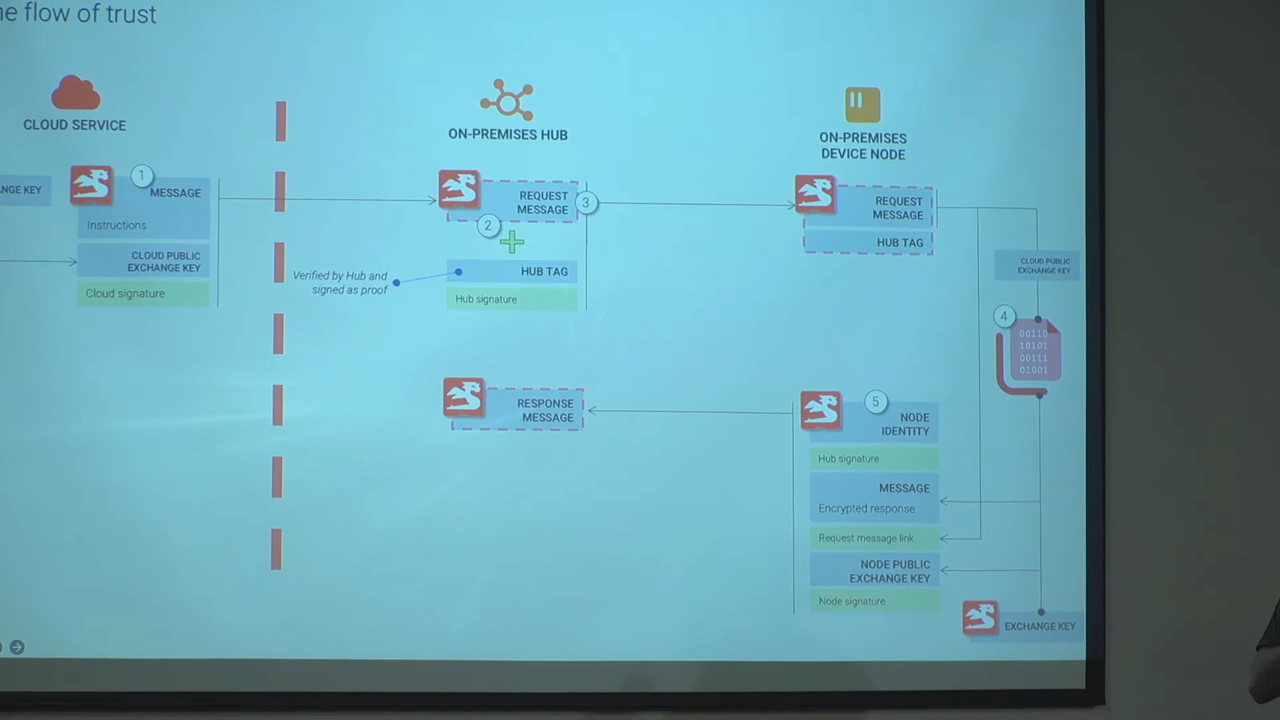 e flow of trust
CLOUD SERVICE
ANGE KEY
1
MESSAGE
Instructions
CLOUD PUBLIC
EXCHANGE KEY
Cloud signature
ON-PREMISES HUB
REQUEST
MESSAGE
3
2
HUB TAG
Hub signature
Verified by Hub and
signed as proof
RESPONSE
MESSAGE
ON-PREMISES
DEVICE NODE
REQUEST
MESSAGE
HUB TAG
CLOUD PUBLIC
EXCHANGE KEY
4
00110
10101
00111
01001
5
NODE
IDENTITY
Hub signature
MESSAGE
Encrypted response
Request message link
NODE PUBLIC
EXCHANGE KEY
Node signature
EXCHANGE KEY